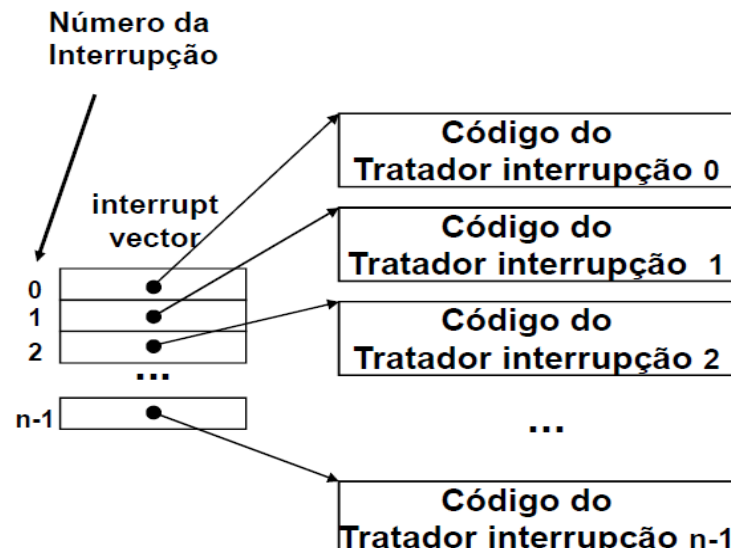 Número da
Interrupção
Código do
Tratador interrupção 0
interrupt
vector
Código do
Tratador interrupção 1
0
1
2
...
n-1
Código do
Tratador interrupção 2
...
Código do
Tratador interrupção n-1